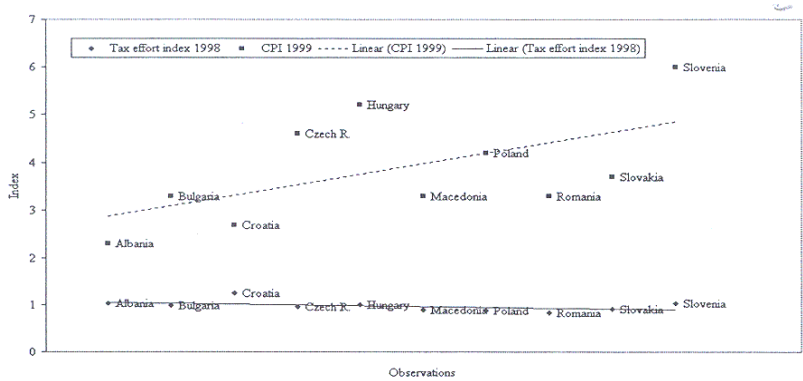 7
Tax effort index 1998 CPI 1999 Linear (CPI 1999) Linear (Tax effort index 1998)
6
Slovenia
5
Hungary
Czech R.
4
Poland
Slovakia
Index
3
Bulgaria
Macedonia
Romania
Croatia
2
Albania
1
Croatia
Albania
Bulgaria
Czech R.
Hungary
Macedonia
Poland
Romania
Slovakia
Slovenia
0
Observations